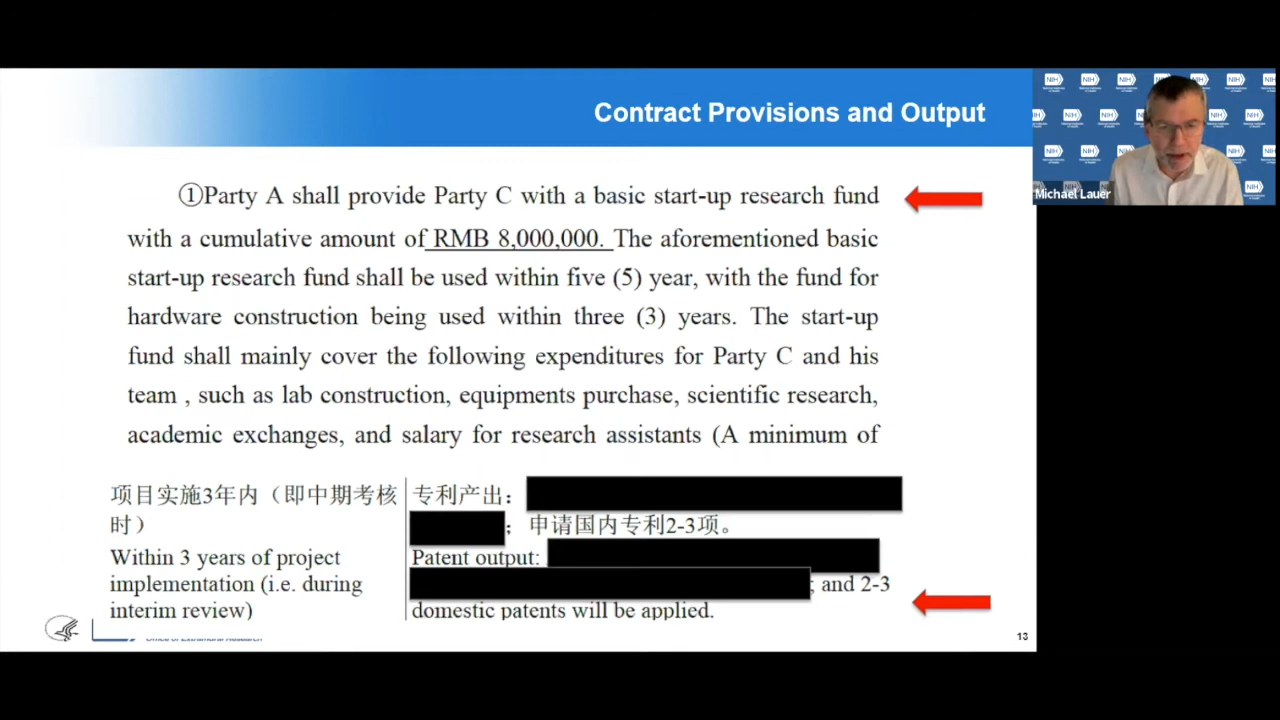 Contract Provisions and Output
①Party A shall provide Party C with a basic start-up research fund
with a cumulative amount of RMB 8,000,000. The aforementioned basic
start-up research fund shall be used within five (5) year, with the fund for
hardware construction being used within three (3) years. The start-up
fund shall mainly cover the following expenditures for Party C and his
team , such as lab construction, equipments purchase, scientific research,
academic exchanges, and salary for research assistants (A minimum of
项目实施3年内（即中期考核
时）
Within 3 years of project
implementation (i.e. during
interim review)
专利产出：
；申请国内专利2-3项。
Patent output:
; and 2-3
domestic patents will be applied.
Office of Extramural Research
13
NIH
Michael Lauer